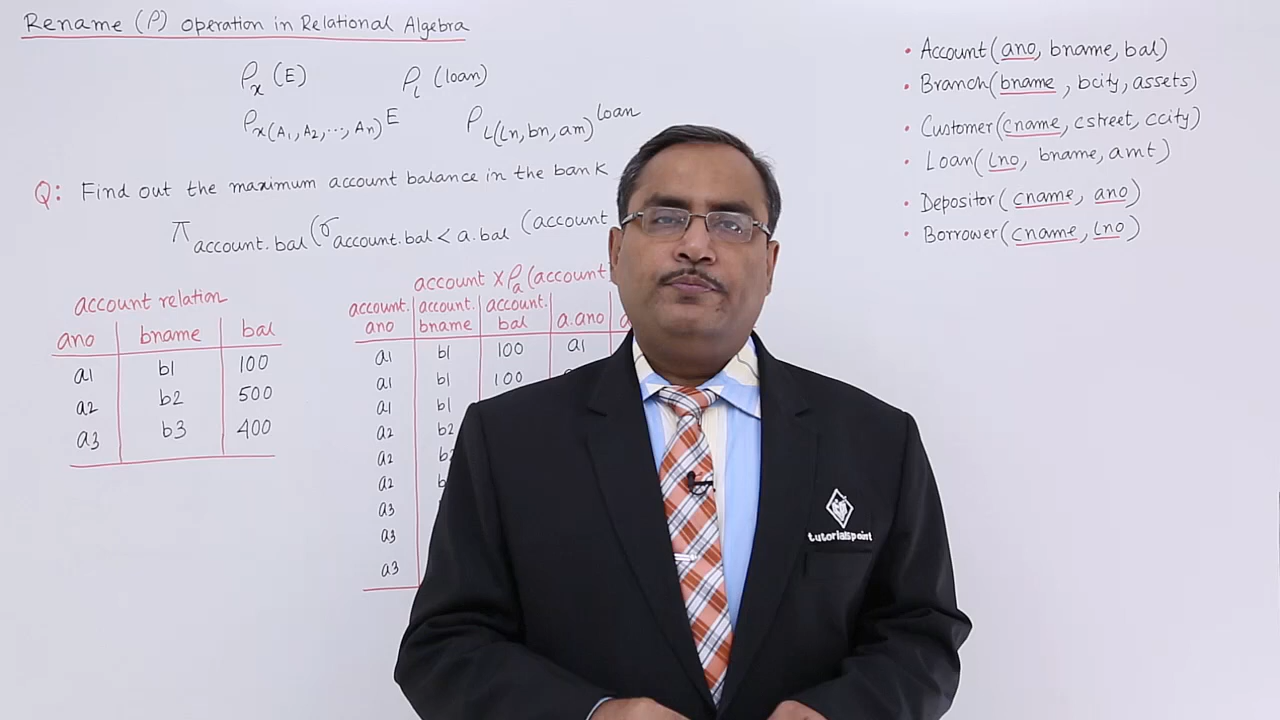 Rename (ρ) operation in Relational Algebra
ρx (E) ρL (loan)
ρx(A1, A2, ..., An) E ρL(Ln, bn, am) loan
Q: Find out the maximum account balance in the bank
π account.bal (σ account.bal < a.bal (account
account relation
ano bname bal
a1 b1 100
a2 b2 500
a3 b3 400
account X ρa (account
account.ano account.bname account.bal a.ano
a1 b1 100 a1
a1 b1 100
a1 b1
a2 b2
a2
a2
a3
a3
a3
• Account (ano, bname, bal)
• Branch (bname, bcity, assets)
• Customer (cname, cstreet, ccity)
• Loan (lno, bname, amt)
• Depositor (cname, ano)
• Borrower (cname, lno)
tutorialspoint